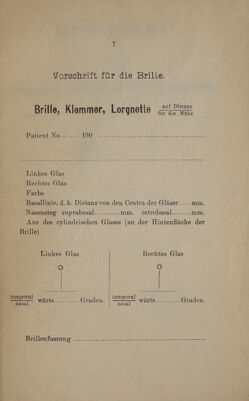 7
Vorschrift für die Brille.
Brille, Klemmer, Lorgnette auf Distanz
für die Nähe
Patient No ...... 190 ........................
..........................................
Linkes Glas
Rechtes Glas
Farbe
Basallinie, d. h. Distanz von den Centra der Gläser.....mm.
Nasensteg suprabasal.........mm. retrobasal.........mm.
Axe des cylindrischen Glases (an der Hintenfläche der
Brille)
Linkes Glas Rechtes Glas
temporal
nasal wärts..........Graden. temporal
nasal wärts..........Graden.
Brillenfassung ........................